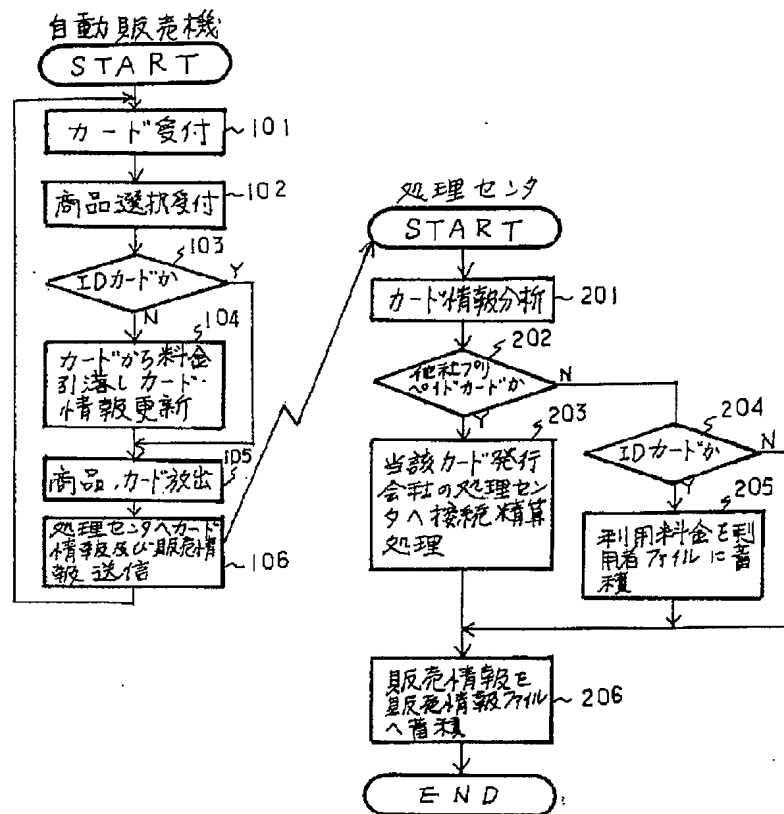 自動販売機
START
カード受付
101
商品選択受付
102
103
IDカードか
Y
N
104
カードから料金
引落しカード
情報更新
105
商品,カード放出
処理センタへカード
情報及び販売情
報送信
106
処理センタ
START
カード情報分析
201
202
他社プリ
ペイドカードか
N
Y
203
当該カード発行
会社の処理セン
タへ接続精算
処理
204
IDカードか
N
Y
205
利用料金を利
用者ファイルに蓄
積
販売情報を
販売情報ファイル
へ蓄積
206
END